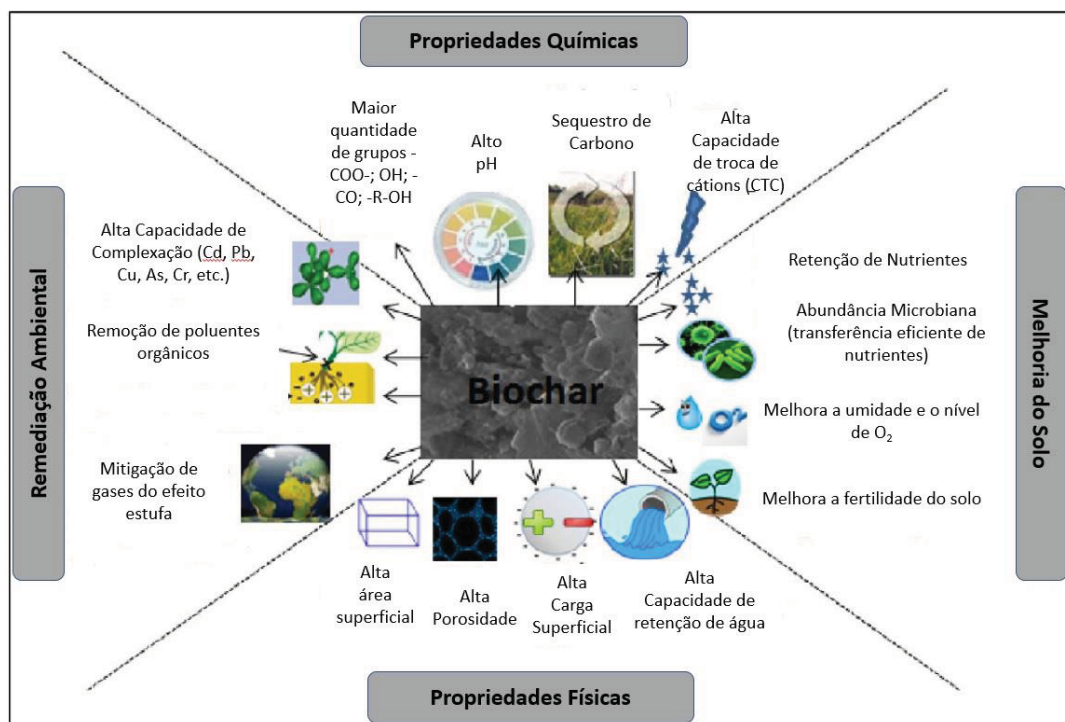 Propriedades Químicas
Maior
quantidade
de grupos -
COO-; OH; -
CO; -R-OH
Alto
pH
Sequestro de
Carbono
Alta
Capacidade
de troca de
cátions (CTC)
Remediação Ambiental
Alta Capacidade de
Complexação (Cd, Pb,
Cu, As, Cr, etc.)
Remoção de poluentes
orgânicos
Mitigação de
gases do efeito
estufa
Biochar
Retenção de Nutrientes
Abundância Microbiana
(transferência eficiente de
nutrientes)
Melhora a umidade e o nível
de O₂
Melhora a fertilidade do solo
Melhoria do Solo
Alta
área
superficial
Alta
Porosidade
Alta
Carga
Superficial
Alta
Capacidade de
retenção de água
Propriedades Físicas